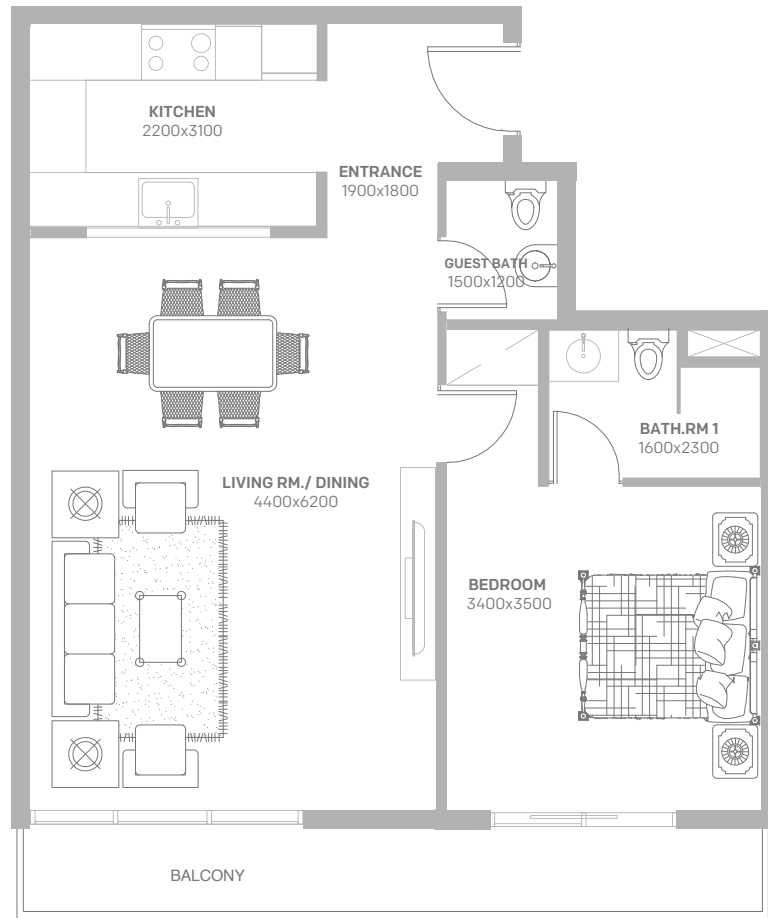 KITCHEN
2200x3100
ENTRANCE
1900x1800
GUEST BATH
1500x1200
BATH.RM 1
1600x2300
LIVING RM./ DINING
4400x6200
BEDROOM
3400x3500
BALCONY